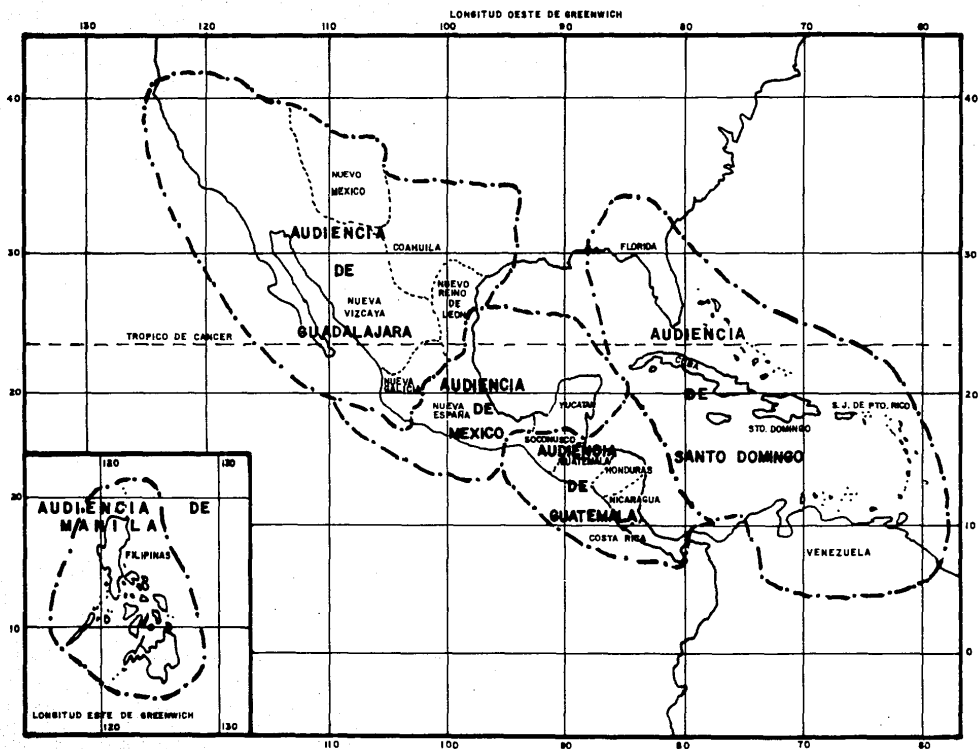 LONGITUD OESTE DE GREENWICH
130 120 110 100 90 80 70 60
40 40
NUEVO
MEXICO
AUDIENCIA
COAHUILA
FLORIDA
30 30
DE
NUEVO
REINO
DE
LEON
NUEVA
VIZCAYA
TROPICO DE CANCER
GUADALAJARA
AUDIENCIA
CUBA
NUEVA
GALICIA
AUDIENCIA
20 20
DE
NUEVA
ESPAÑA
DE
YUCATAN
S. J. DE PTO. RICO
STO. DOMINGO
MEXICO
SOCONUSCO
AUDIENCIA
GUATEMALA
SANTO DOMINGO
HONDURAS
DE
NICARAGUA
GUATEMALA
10
COSTA RICA
VENEZUELA
0
110 100 90 80 70 60
120 130
20
AUDIENCIA DE
MANILA
FILIPINAS
10
LONGITUD ESTE DE GREENWICH
120 130